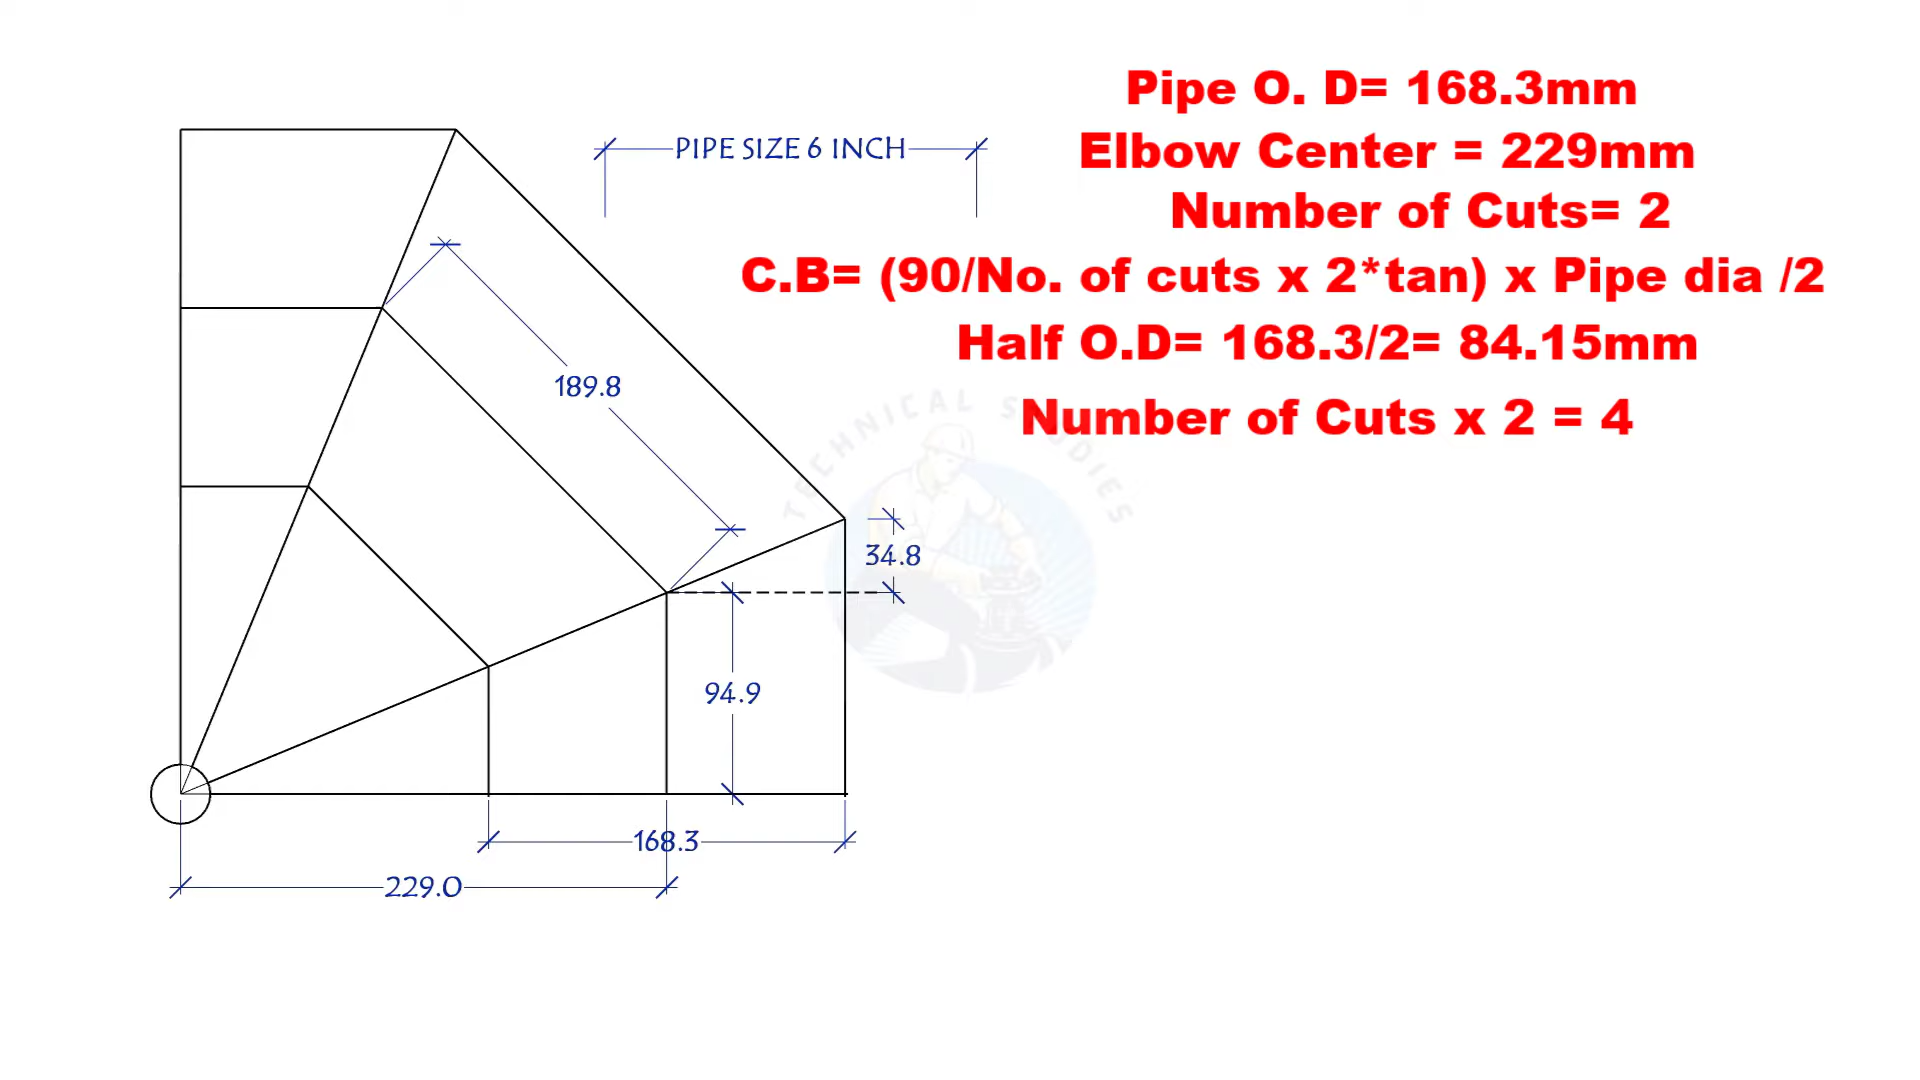 Pipe O. D= 168.3mm
PIPE SIZE 6 INCH
Elbow Center = 229mm
Number of Cuts= 2
C.B= (90/No. of cuts x 2*tan) x Pipe dia /2
Half O.D= 168.3/2= 84.15mm
189.8
Number of Cuts x 2 = 4
TECHNICAL STUDIES
34.8
94.9
168.3
229.0